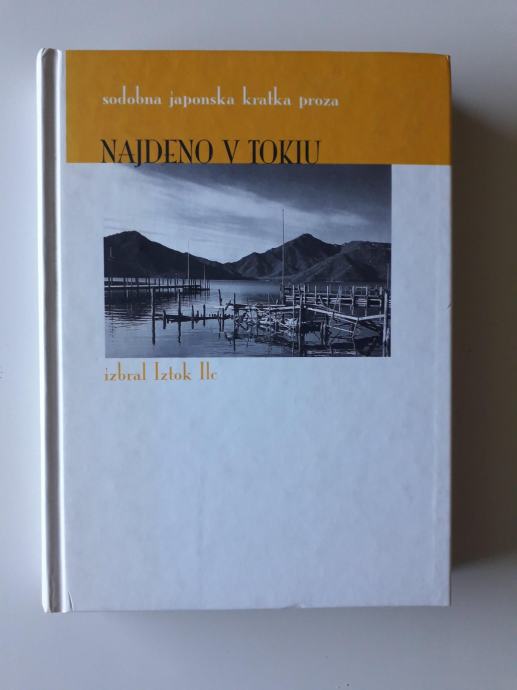 sodobna japonska kratka proza
NAJDENO V TOKIU
izbral Iztok Ilc